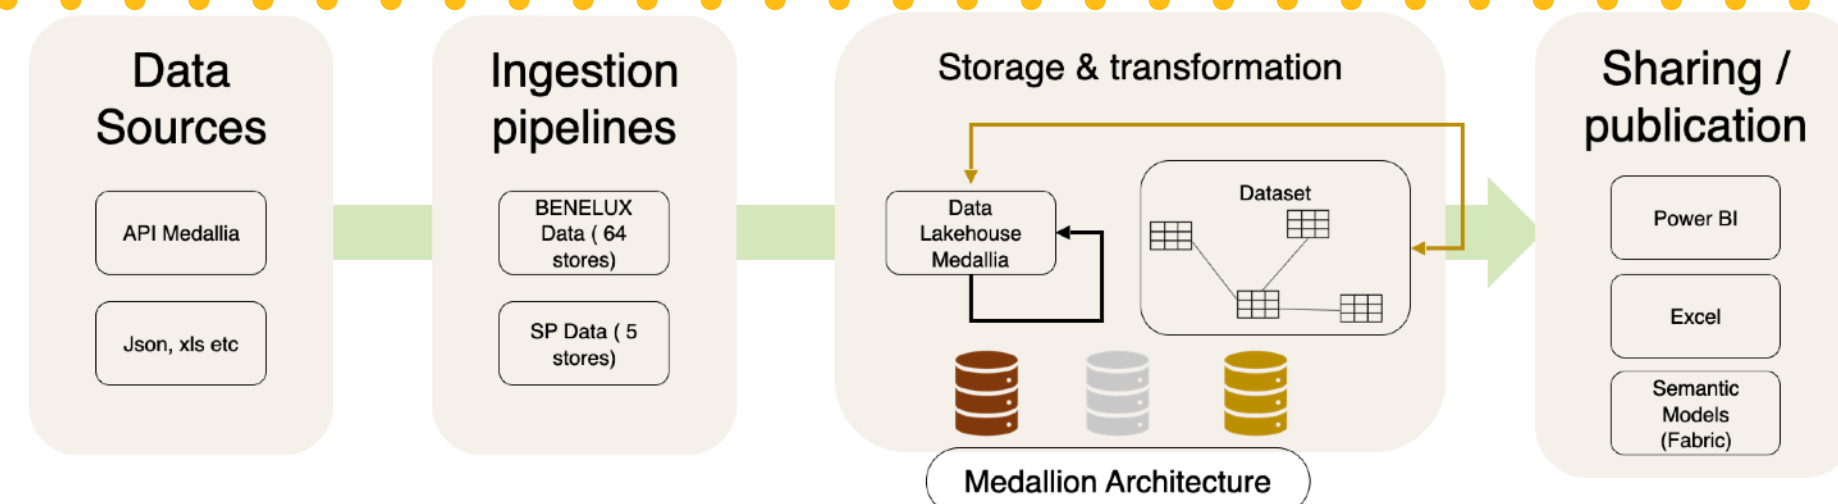 Data
Sources
API Medallia
Json, xls etc
Ingestion
pipelines
BENELUX
Data ( 64
stores)
SP Data ( 5
stores)
Storage & transformation
Data
Lakehouse
Medallia
Dataset
Medallion Architecture
Sharing /
publication
Power BI
Excel
Semantic
Models
(Fabric)